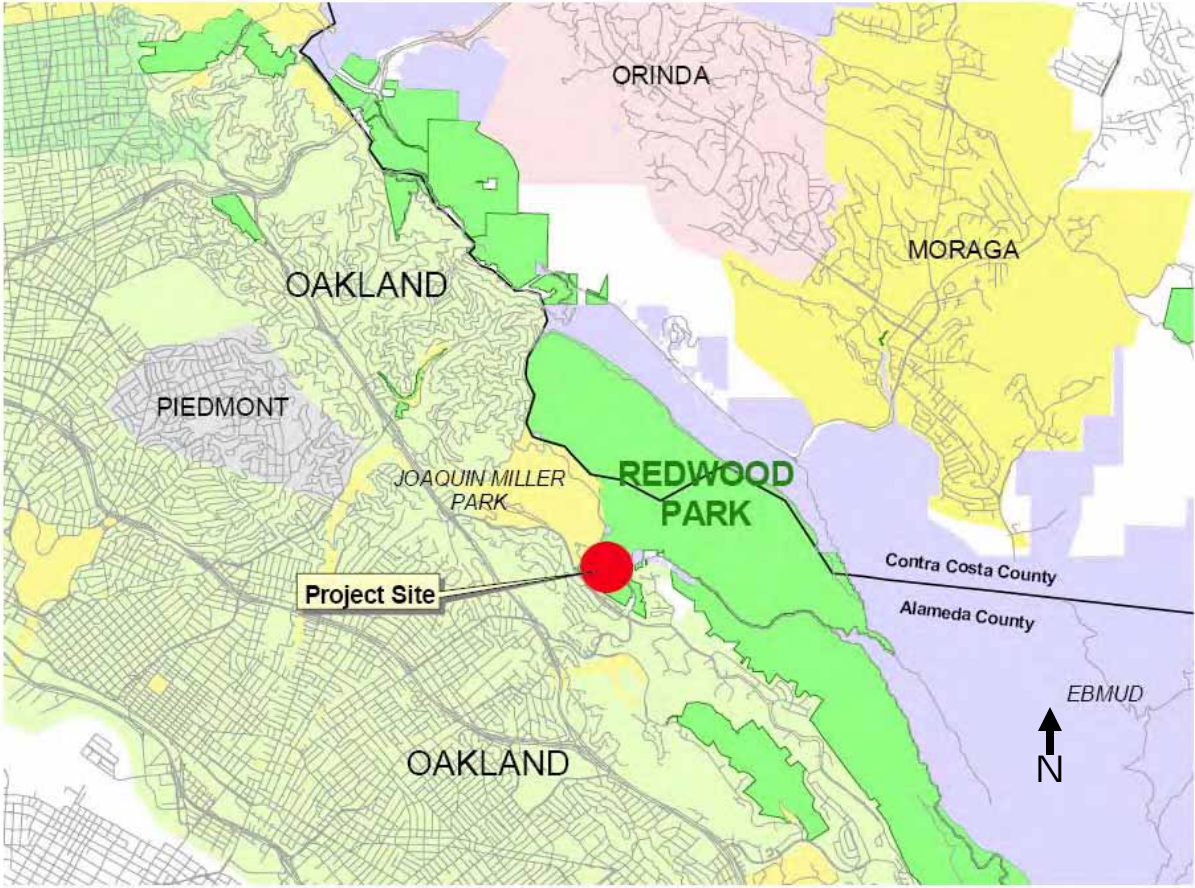 ORINDA
MORAGA
OAKLAND
PIEDMONT
JOAQUIN MILLER
PARK
REDWOOD
PARK
Contra Costa County
Project Site
Alameda County
EBMUD
OAKLAND
N